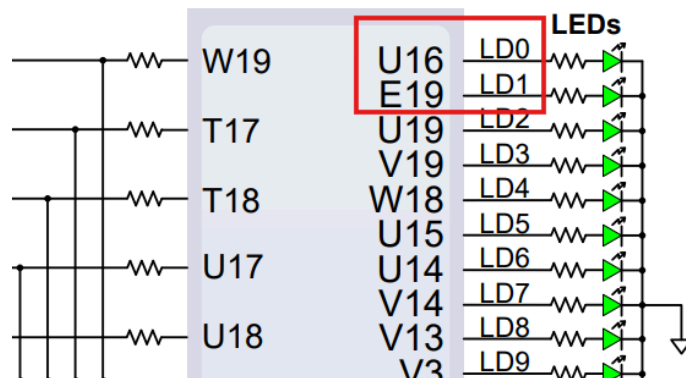 LEDs
W19
U16 LD0
E19 LD1
T17
U19 LD2
V19 LD3
T18
W18 LD4
U15 LD5
U17
U14 LD6
V14 LD7
U18
V13 LD8
V3 LD9